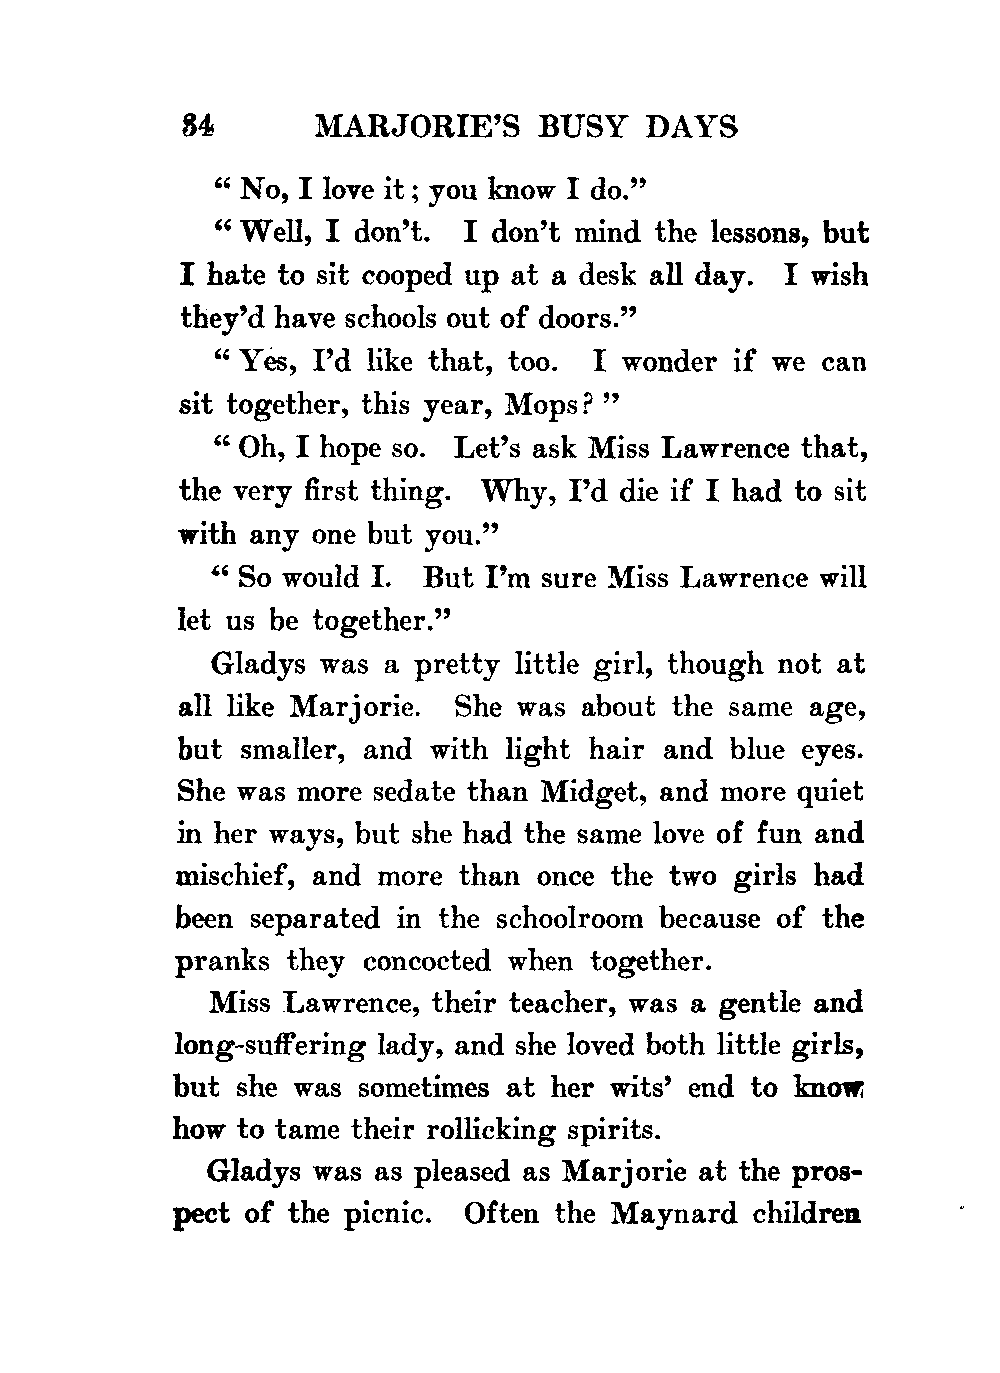 84 MARJORIE'S BUSY DAYS
“ No, I love it ; you know I do.”
“ Well, I don't. I don't mind the lessons, but
I hate to sit cooped up at a desk all day. I wish
they'd have schools out of doors.”
“ Yes, I'd like that, too. I wonder if we can
sit together, this year, Mops? ”
“ Oh, I hope so. Let's ask Miss Lawrence that,
the very first thing. Why, I'd die if I had to sit
with any one but you.”
“ So would I. But I'm sure Miss Lawrence will
let us be together.”
Gladys was a pretty little girl, though not at
all like Marjorie. She was about the same age,
but smaller, and with light hair and blue eyes.
She was more sedate than Midget, and more quiet
in her ways, but she had the same love of fun and
mischief, and more than once the two girls had
been separated in the schoolroom because of the
pranks they concocted when together.
Miss Lawrence, their teacher, was a gentle and
long-suffering lady, and she loved both little girls,
but she was sometimes at her wits' end to know
how to tame their rollicking spirits.
Gladys was as pleased as Marjorie at the pros-
pect of the picnic. Often the Maynard children